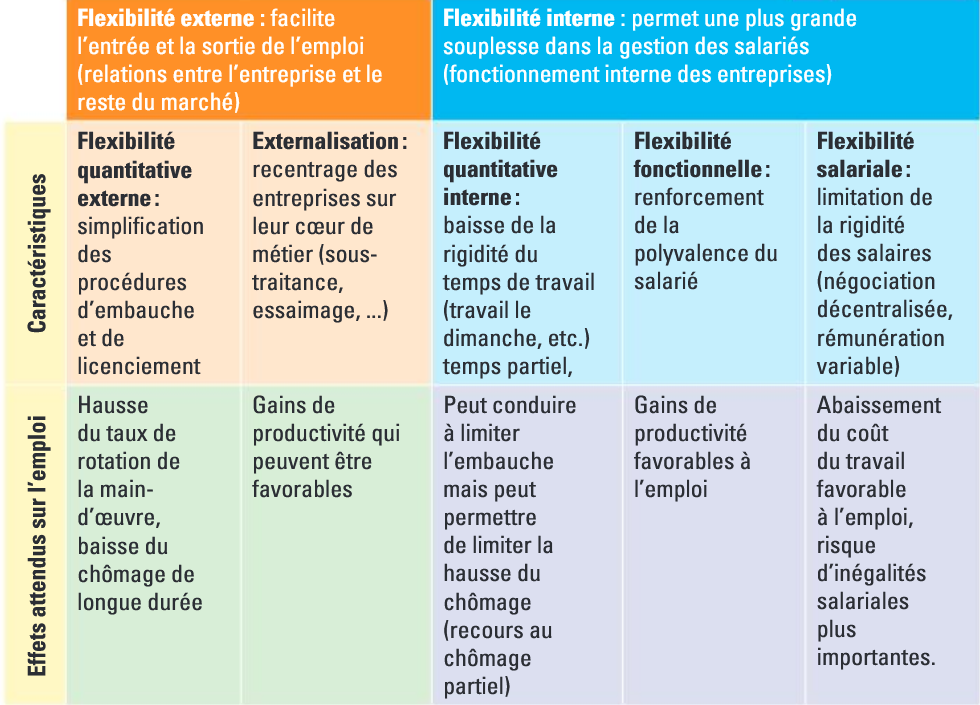 Flexibilité externe : facilite
l'entrée et la sortie de l'emploi
(relations entre l'entreprise et le
reste du marché)
Flexibilité interne : permet une plus grande
souplesse dans la gestion des salariés
(fonctionnement interne des entreprises)
Caractéristiques
Flexibilité
quantitative
externe :
simplification
des
procédures
d'embauche
et de
licenciement
Externalisation :
recentrage des
entreprises sur
leur cœur de
métier (sous-
traitance,
essaimage, ...)
Flexibilité
quantitative
interne :
baisse de la
rigidité du
temps de travail
(travail le
dimanche, etc.)
temps partiel,
Flexibilité
fonctionnelle :
renforcement
de la
polyvalence du
salarié
Flexibilité
salariale :
limitation de
la rigidité
des salaires
(négociation
décentralisée,
rémunération
variable)
Effets attendus sur l'emploi
Hausse
du taux de
rotation de
la main-
d'œuvre,
baisse du
chômage de
longue durée
Gains de
productivité qui
peuvent être
favorables
Peut conduire
à limiter
l'embauche
mais peut
permettre
de limiter la
hausse du
chômage
(recours au
chômage
partiel)
Gains de
productivité
favorables à
l'emploi
Abaissement
du coût
du travail
favorable
à l'emploi,
risque
d'inégalités
salariales
plus
importantes.